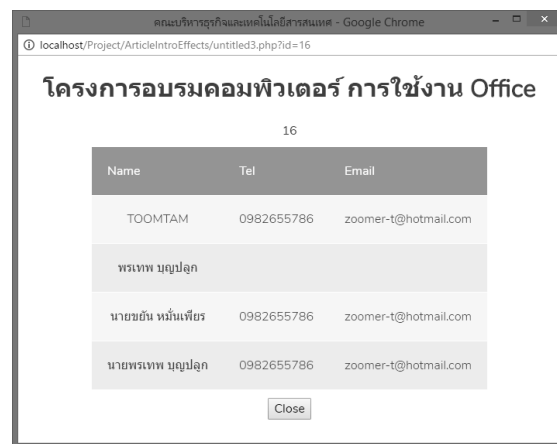 คณะบริหารธุรกิจและเทคโนโลยีสารสนเทศ - Google Chrome
localhost/Project/ArticleIntroEffects/untitled3.php?id=16
โครงการอบรมคอมพิวเตอร์ การใช้งาน Office
16
Name Tel Email
TOOMTAM 0982655786 zoomer-t@hotmail.com
พรเทพ บุญปลูก
นายขยัน หมั่นเพียร 0982655786 zoomer-t@hotmail.com
นายพรเทพ บุญปลูก 0982655786 zoomer-t@hotmail.com
Close